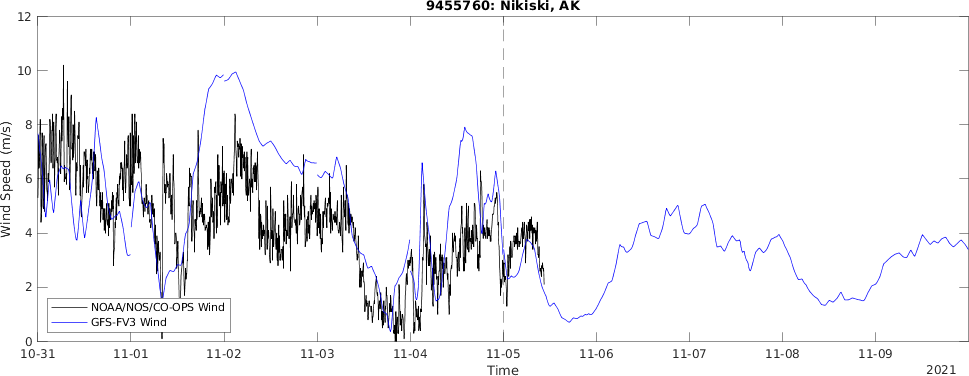 9455760: Nikiski, AK
Wind Speed (m/s)
12
10
8
6
4
2
0
NOAA/NOS/CO-OPS Wind
GFS-FV3 Wind
10-31 11-01 11-02 11-03 11-04 11-05 11-06 11-07 11-08 11-09
Time
2021